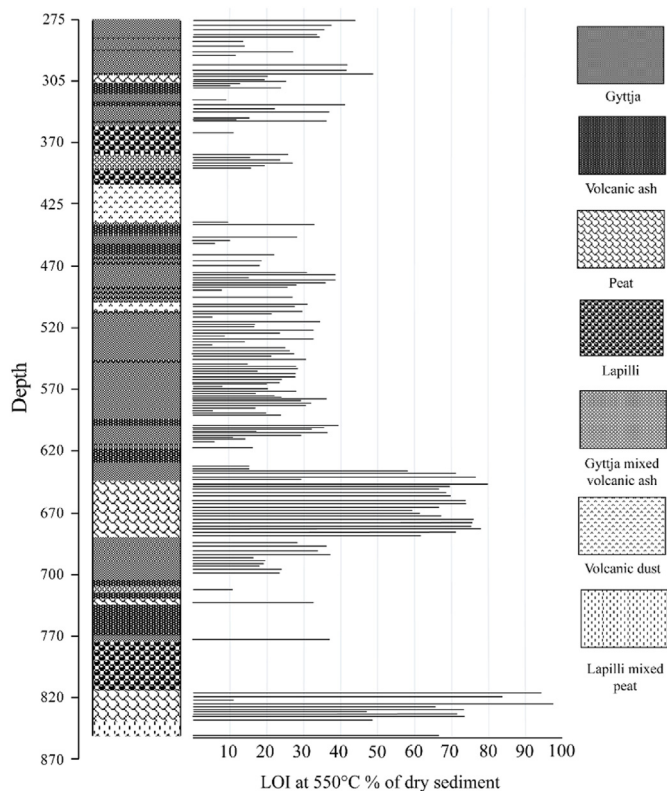 275
305
370
425
470
520
570
620
670
700
770
820
870
Depth
10
20
30
40
50
60
70
80
90
100
LOI at 550°C % of dry sediment
Gyttja
Volcanic ash
Peat
Lapilli
Gyttja mixed
volcanic ash
Volcanic dust
Lapilli mixed
peat